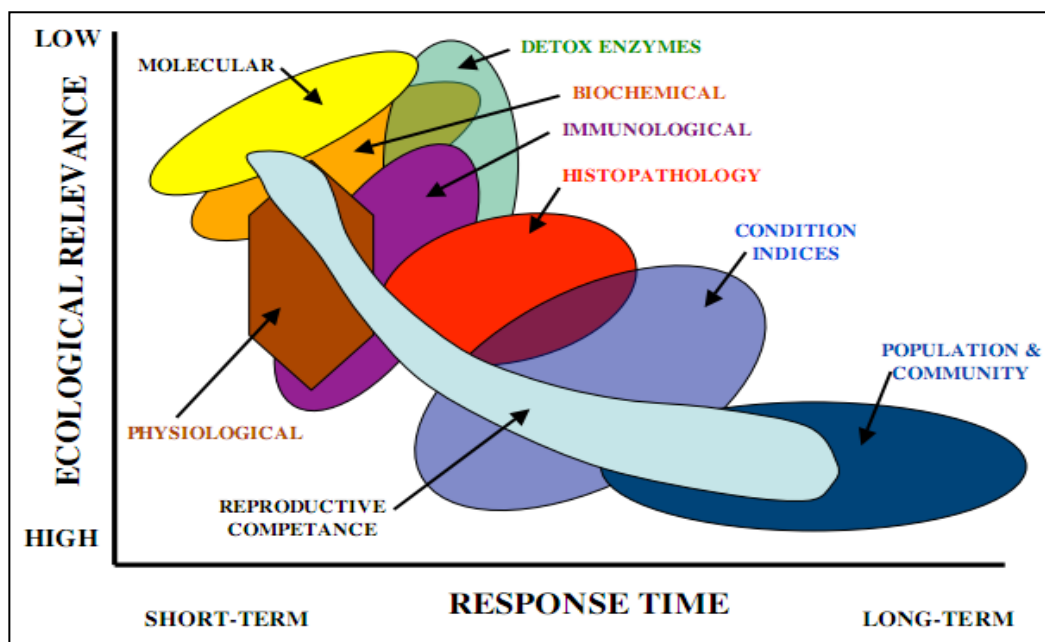 LOW
DETOX ENZYMES
MOLECULAR
BIOCHEMICAL
IMMUNOLOGICAL
HISTOPATHOLOGY
CONDITION
INDICES
ECOLOGICAL RELEVANCE
POPULATION &
COMMUNITY
PHYSIOLOGICAL
REPRODUCTIVE
COMPETANCE
HIGH
SHORT-TERM
RESPONSE TIME
LONG-TERM